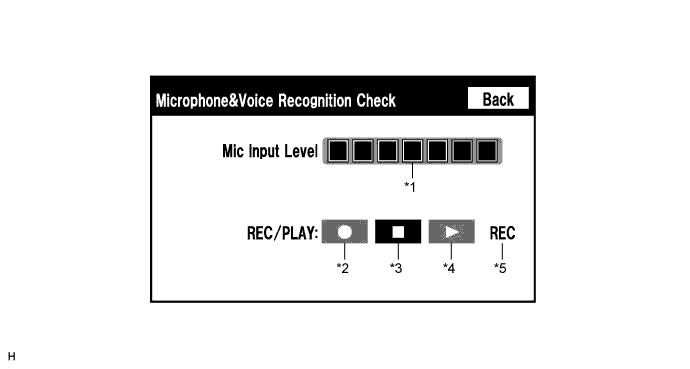 Microphone&Voice Recognition Check Back
Mic Input Level
*1
REC/PLAY: REC
*2 *3 *4 *5
H